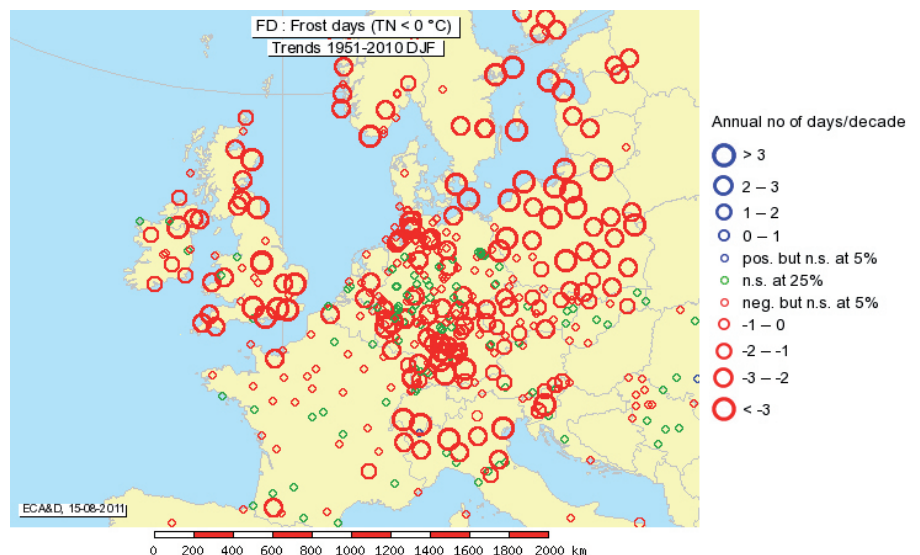 FD : Frost days (TN < 0 °C)
Trends 1951-2010 DJF
Annual no of days/decade
> 3
2 – 3
1 – 2
0 – 1
pos. but n.s. at 5%
n.s. at 25%
neg. but n.s. at 5%
-1 – 0
-2 – -1
-3 – -2
< -3
ECA&D, 15-08-2011
0 200 400 600 800 1000 1200 1400 1600 1800 2000 km